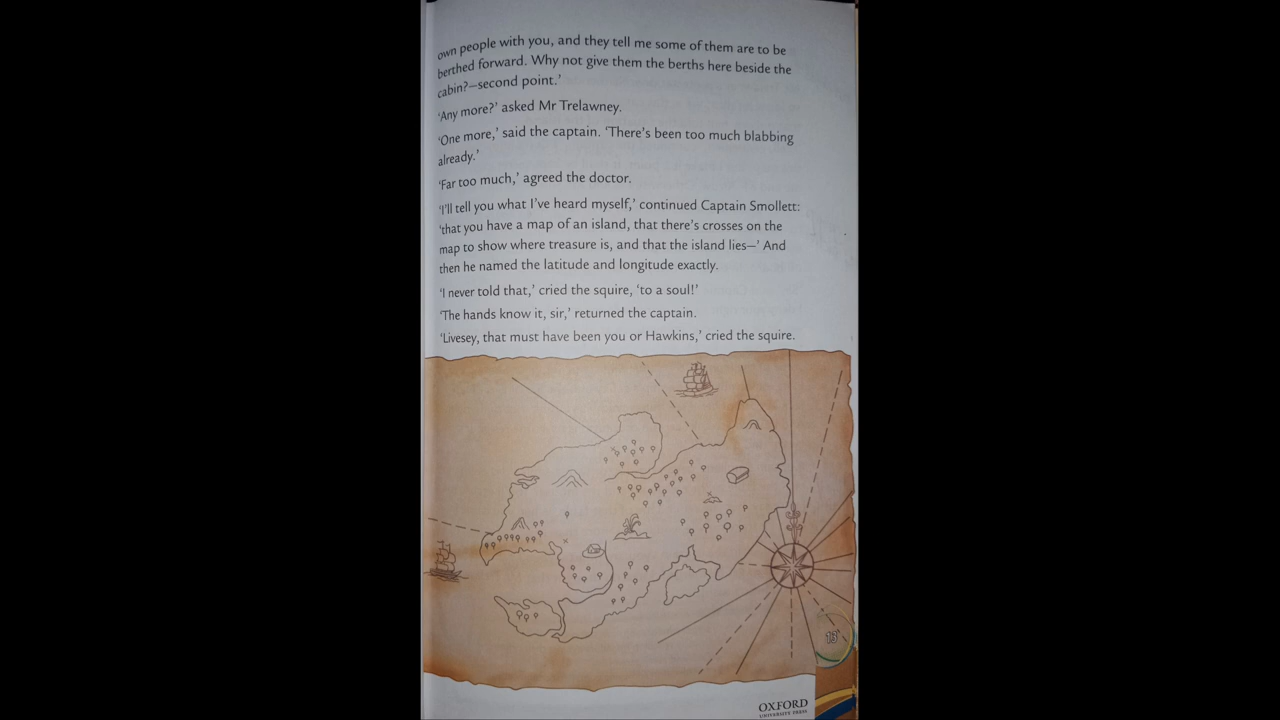 own people with you, and they tell me some of them are to be
berthed forward. Why not give them the berths here beside the
cabin?—second point.’
‘Any more?’ asked Mr Trelawney.
‘One more,’ said the captain. ‘There’s been too much blabbing
already.’
‘Far too much,’ agreed the doctor.
‘I’ll tell you what I’ve heard myself,’ continued Captain Smollett:
‘that you have a map of an island, that there’s crosses on the
map to show where treasure is, and that the island lies—’ And
then he named the latitude and longitude exactly.
‘I never told that,’ cried the squire, ‘to a soul!’
‘The hands know it, sir,’ returned the captain.
‘Livesey, that must have been you or Hawkins,’ cried the squire.
13
OXFORD
UNIVERSITY PRESS